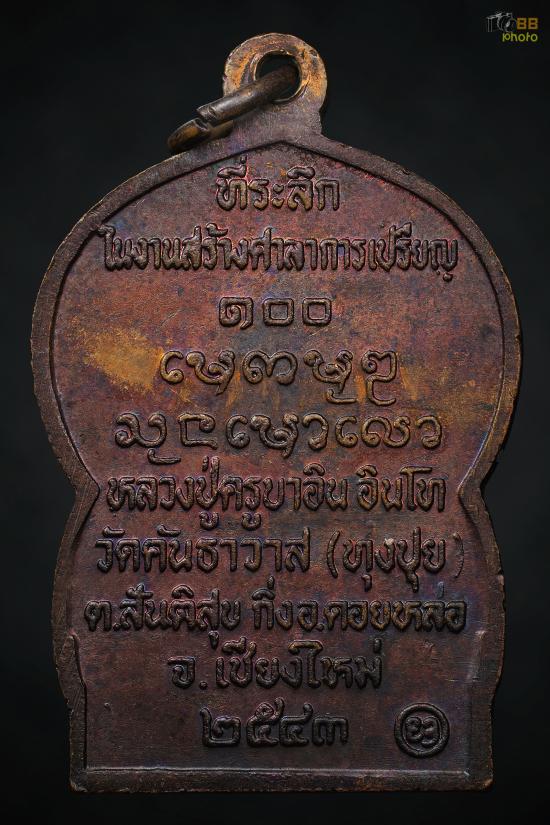 BB
photo
ที่ระลึก
ในงานสร้างศาลาการเปรียญ
๑๐๐
หลวงปู่ครูบาอิน อินโท
วัดคันธาวาส (ทุ่งปุย)
ต.สันติสุข กิ่งอ.ดอยหล่อ
จ.เชียงใหม่
๒๕๔๓